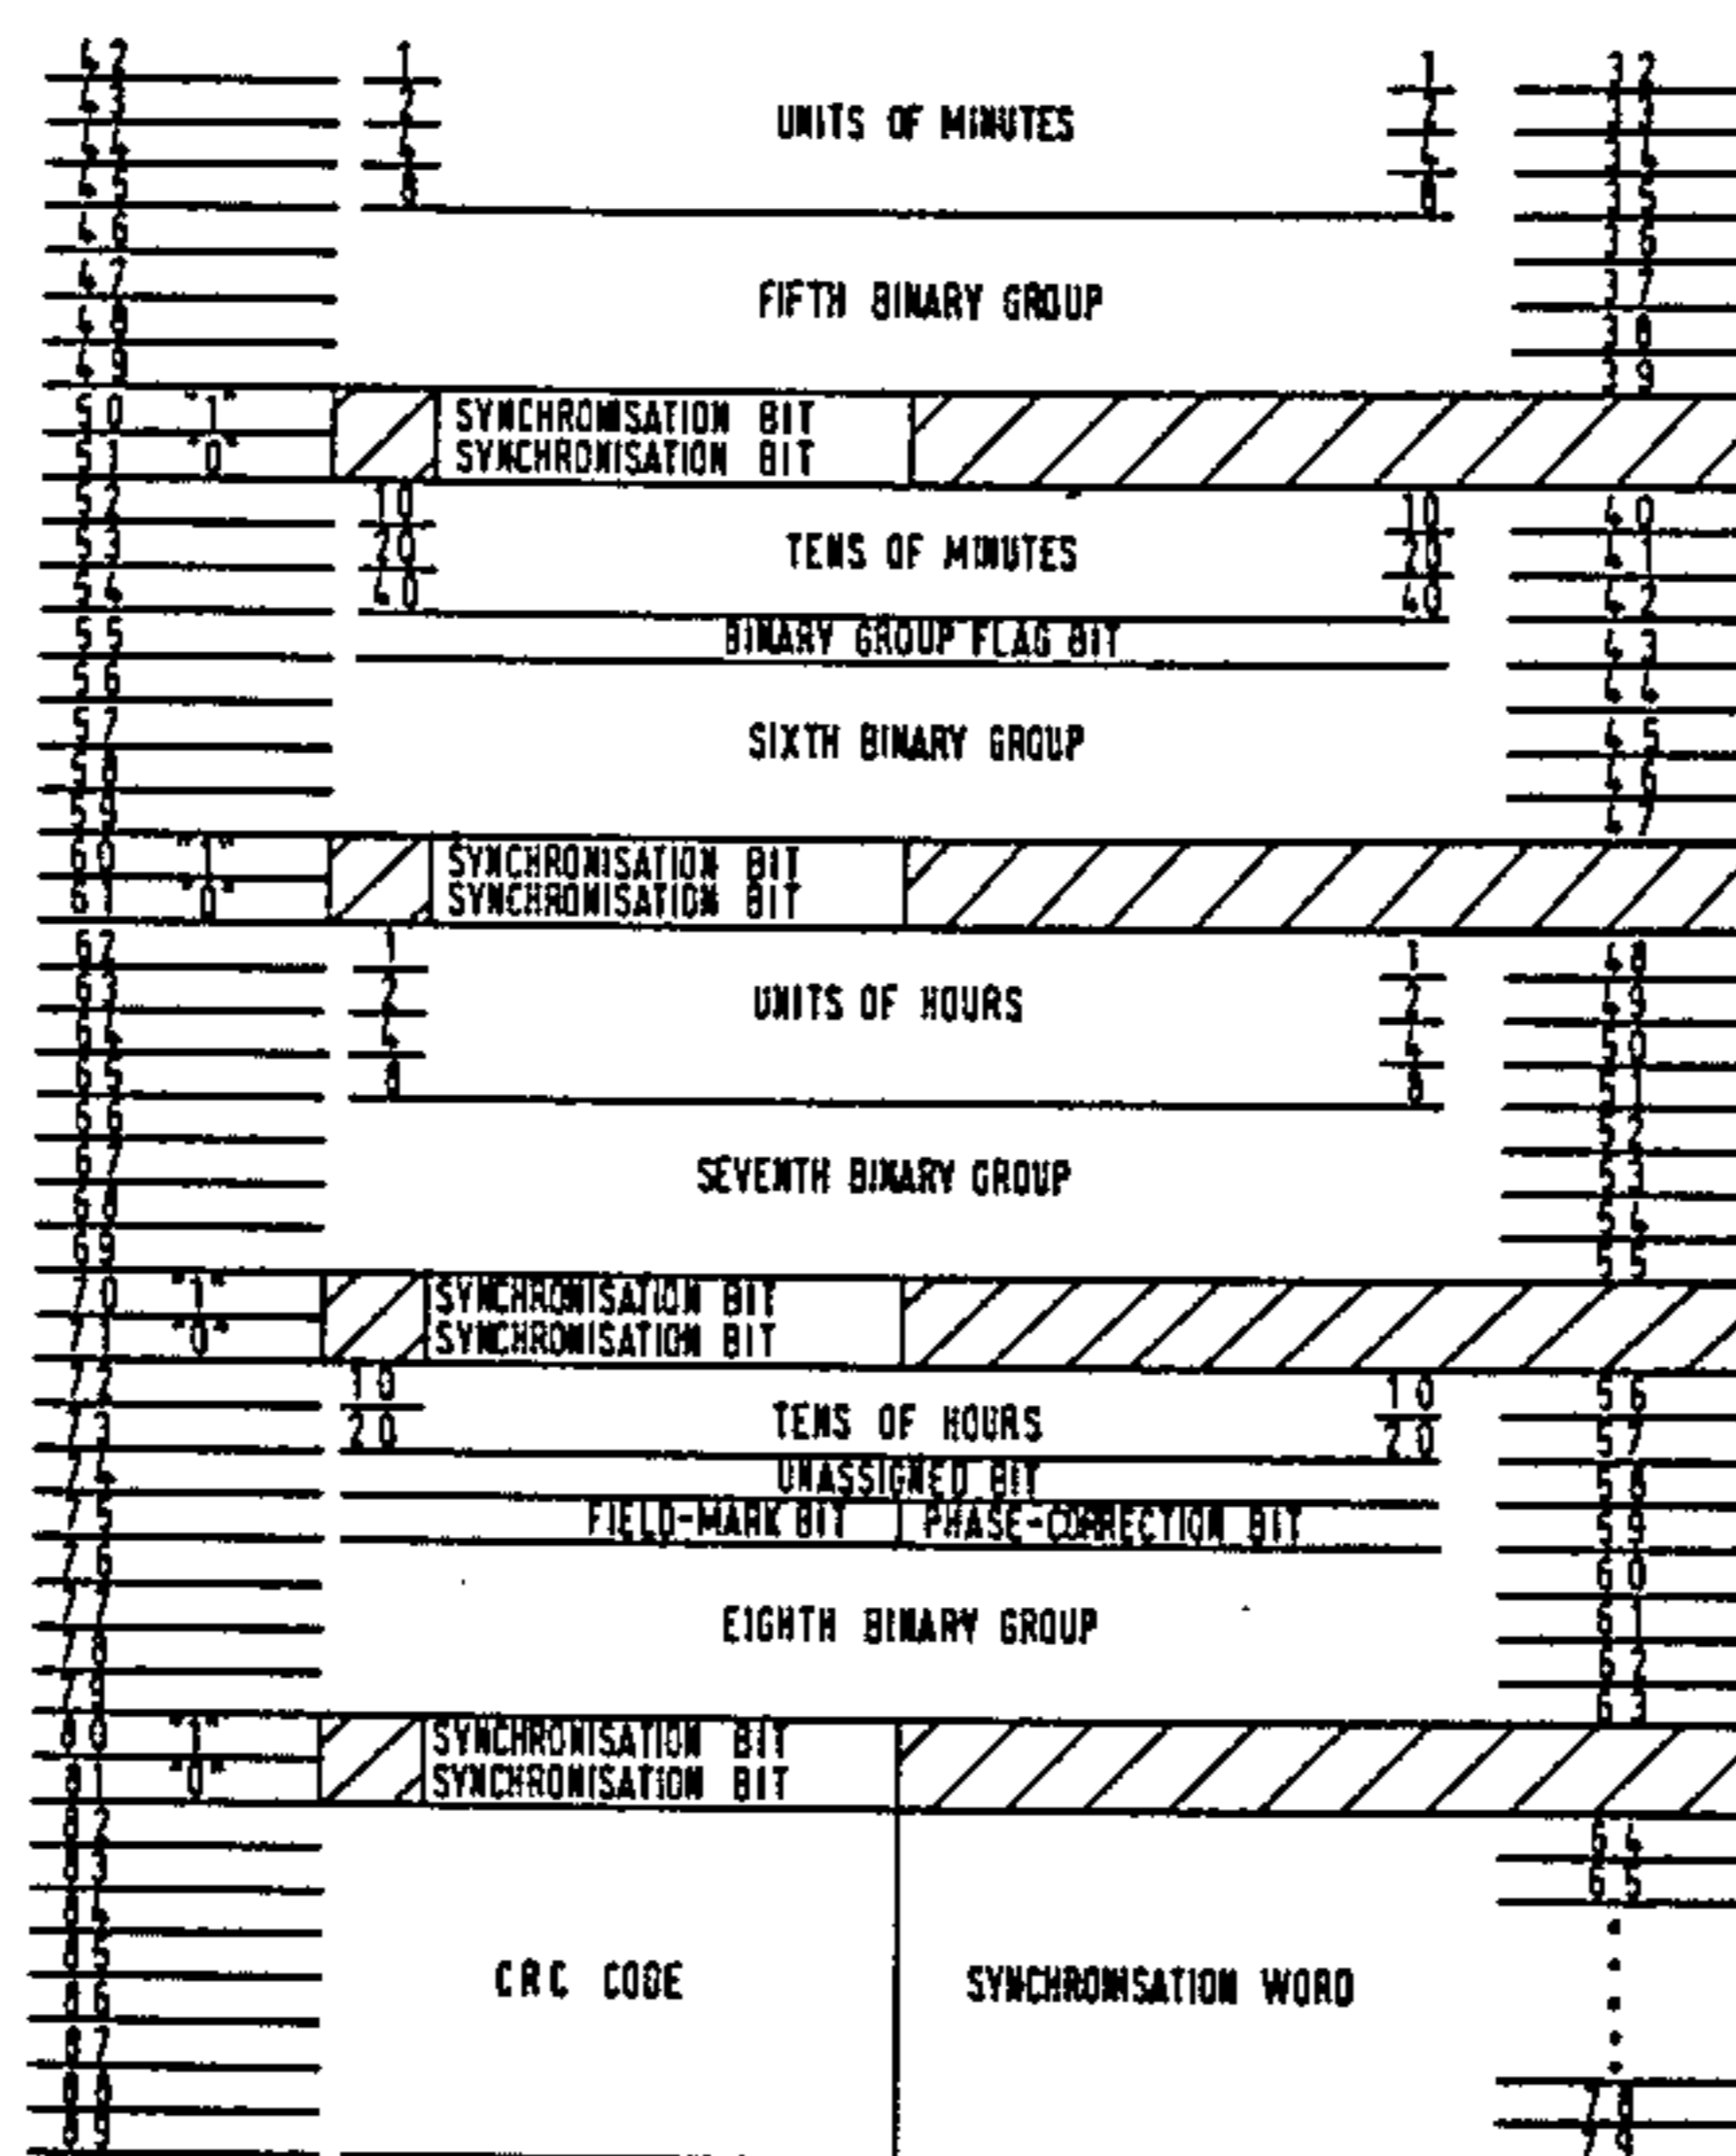 42 1 1 32
43 2 UNITS OF MINUTES 2 33
44 4 4 34
45 8 8 35
46 36
47 FIFTH BINARY GROUP 37
48 38
49 39
50 "1" SYNCHRONISATION BIT
51 "0" SYNCHRONISATION BIT
52 10 10 40
53 20 TENS OF MINUTES 20 41
54 40 40 42
55 BINARY GROUP FLAG BIT 43
56 44
57 SIXTH BINARY GROUP 45
58 46
59 47
60 "1" SYNCHRONISATION BIT
61 "0" SYNCHRONISATION BIT
62 1 1 48
63 2 UNITS OF HOURS 2 49
64 4 4 50
65 8 8 51
66 52
67 SEVENTH BINARY GROUP 53
68 54
69 55
70 "1" SYNCHRONISATION BIT
71 "0" SYNCHRONISATION BIT
72 10 10 56
73 20 TENS OF HOURS 20 57
74 UNASSIGNED BIT 58
75 FIELD-MARK BIT PHASE-CORRECTION BIT 59
76 60
77 EIGHTH BINARY GROUP 61
78 62
79 63
80 "1" SYNCHRONISATION BIT
81 "0" SYNCHRONISATION BIT
82 64
83 65
84
85 CRC CODE SYNCHRONISATION WORD
86
87
88 78
89 79